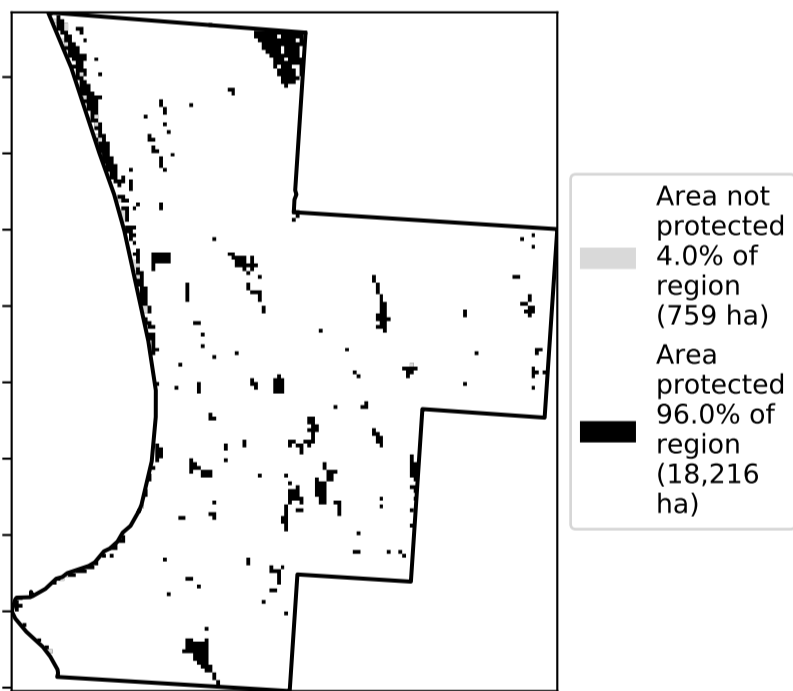 Area not
protected
4.0% of
region
(759 ha)
Area
protected
96.0% of
region
(18,216
ha)